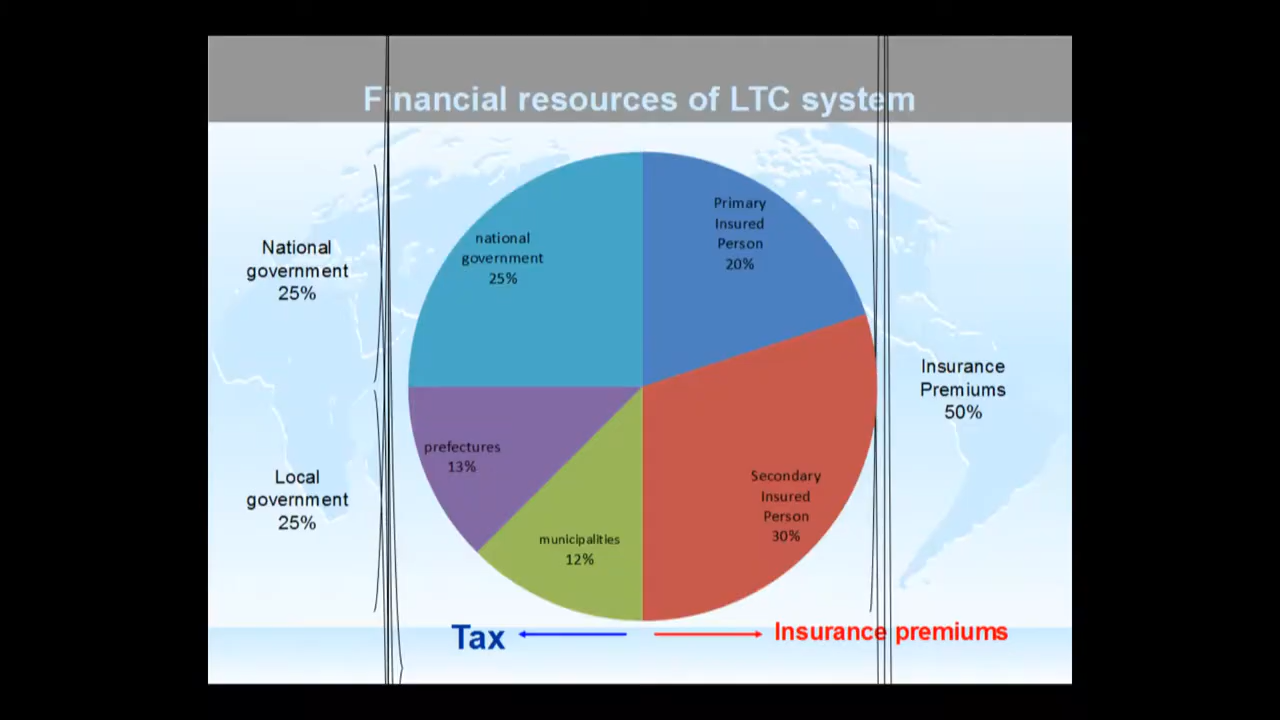 Financial resources of LTC system
National
government
25%
national
government
25%
Primary
Insured
Person
20%
Insurance
Premiums
50%
prefectures
13%
Local
government
25%
municipalities
12%
Secondary
Insured
Person
30%
Tax
Insurance premiums